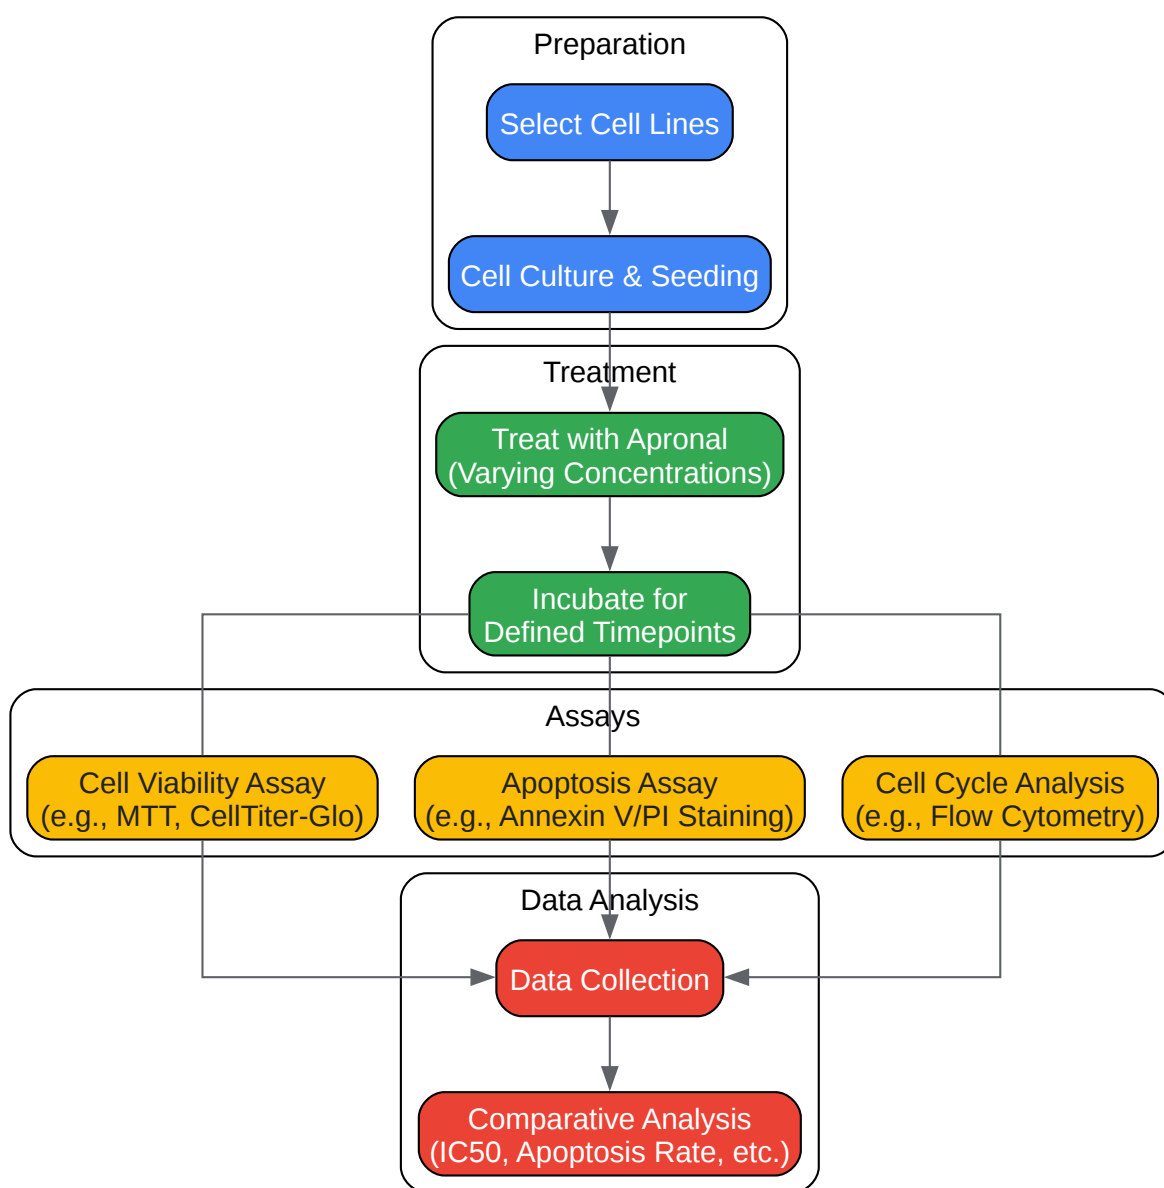 Preparation
Select Cell Lines
Cell Culture & Seeding
Treatment
Treat with Apronal
(Varying Concentrations)
Incubate for
Defined Timepoints
Assays
Cell Viability Assay
(e.g., MTT, CellTiter-Glo)
Apoptosis Assay
(e.g., Annexin V/PI Staining)
Cell Cycle Analysis
(e.g., Flow Cytometry)
Data Analysis
Data Collection
Comparative Analysis
(IC50, Apoptosis Rate, etc.)